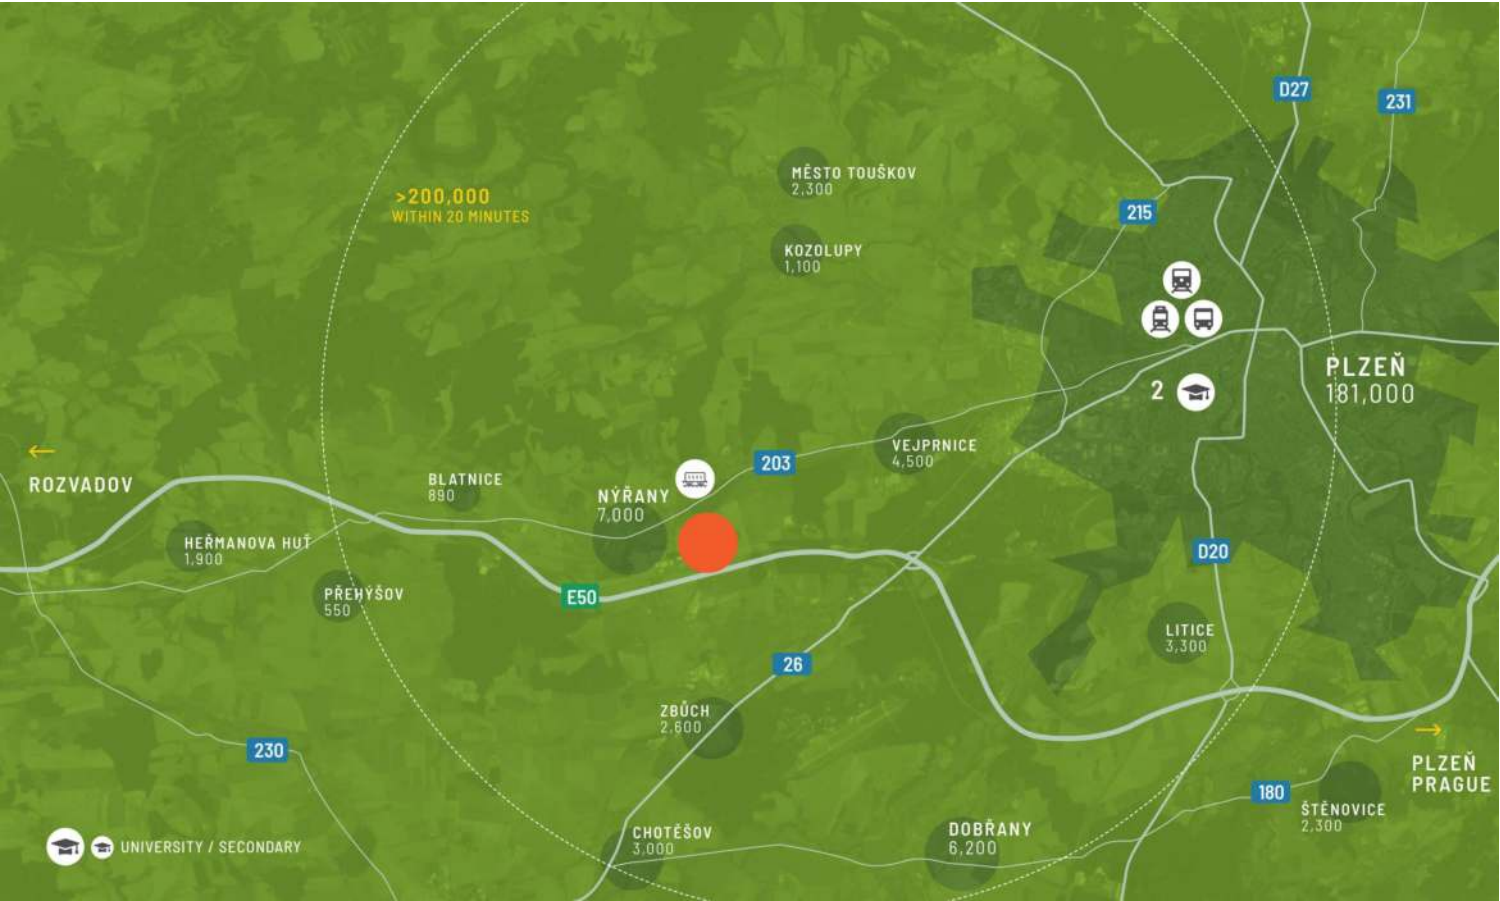 D27
231
MĚSTO TOUŠKOV
2,300
>200,000
WITHIN 20 MINUTES
215
KOZOLUPY
1,100
PLZEŇ
181,000
2
VEJPRNICE
4,500
203
ROZVADOV
BLATNICE
890
NÝŘANY
7,000
HEŘMANOVA HUŤ
1,900
D20
PŘEHÝŠOV
550
E50
LITICE
3,300
26
ZBŮCH
2,600
230
PLZEŇ
PRAGUE
180
ŠTĚNOVICE
2,300
CHOTĚŠOV
3,000
DOBŘANY
6,200
UNIVERSITY / SECONDARY